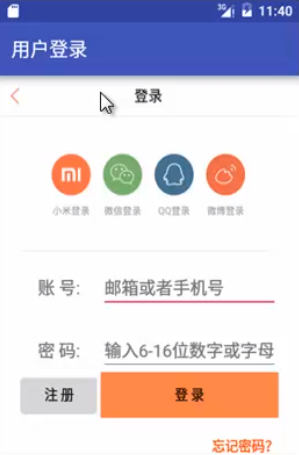 3G 11:40
用户登录
登录
mi
小米登录 微信登录 QQ登录 微博登录
账 号: 邮箱或者手机号
密 码: 输入6-16位数字或字母
注 册 登 录
忘记密码?